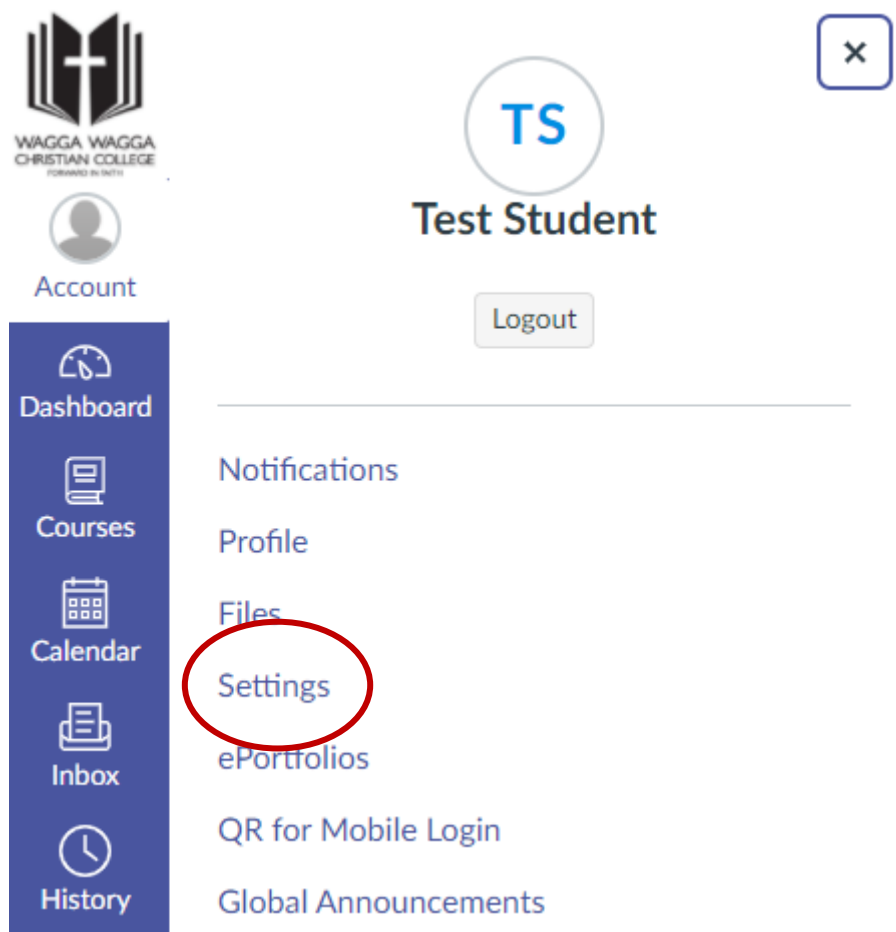 WAGGA WAGGA
CHRISTIAN COLLEGE
FORWARD IN FAITH
Account
Dashboard
Courses
Calendar
Inbox
History
×
TS
Test Student
Logout
Notifications
Profile
Files
Settings
ePortfolios
QR for Mobile Login
Global Announcements